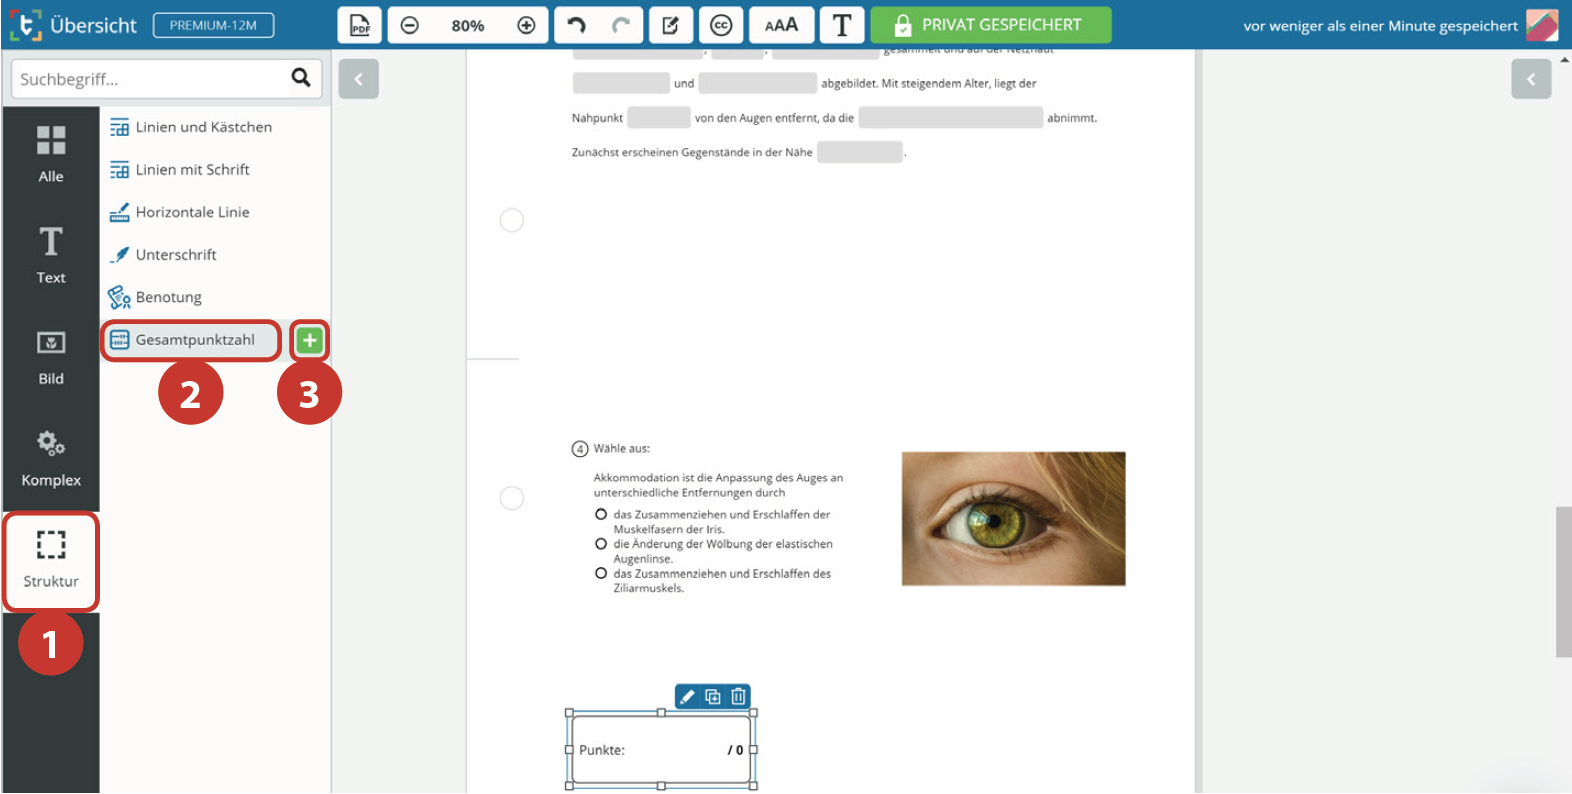 Übersicht
PREMIUM-12M
PDF
80%
CC
AAA
T
PRIVAT GESPEICHERT
vor weniger als einer Minute gespeichert
Suchbegriff...
Alle
Text
Bild
Komplex
Struktur
1
Linien und Kästchen
Linien mit Schrift
Horizontale Linie
Unterschrift
Benotung
Gesamtpunktzahl
2
3
, , gesammelt und auf der Netzhaut
und abgebildet. Mit steigendem Alter, liegt der
Nahpunkt von den Augen entfernt, da die abnimmt.
Zunächst erscheinen Gegenstände in der Nähe .
4 Wähle aus:
Akkommodation ist die Anpassung des Auges an
unterschiedliche Entfernungen durch
das Zusammenziehen und Erschlaffen der
Muskelfasern der Iris.
die Änderung der Wölbung der elastischen
Augenlinse.
das Zusammenziehen und Erschlaffen des
Ziliarmuskels.
Punkte: / 0